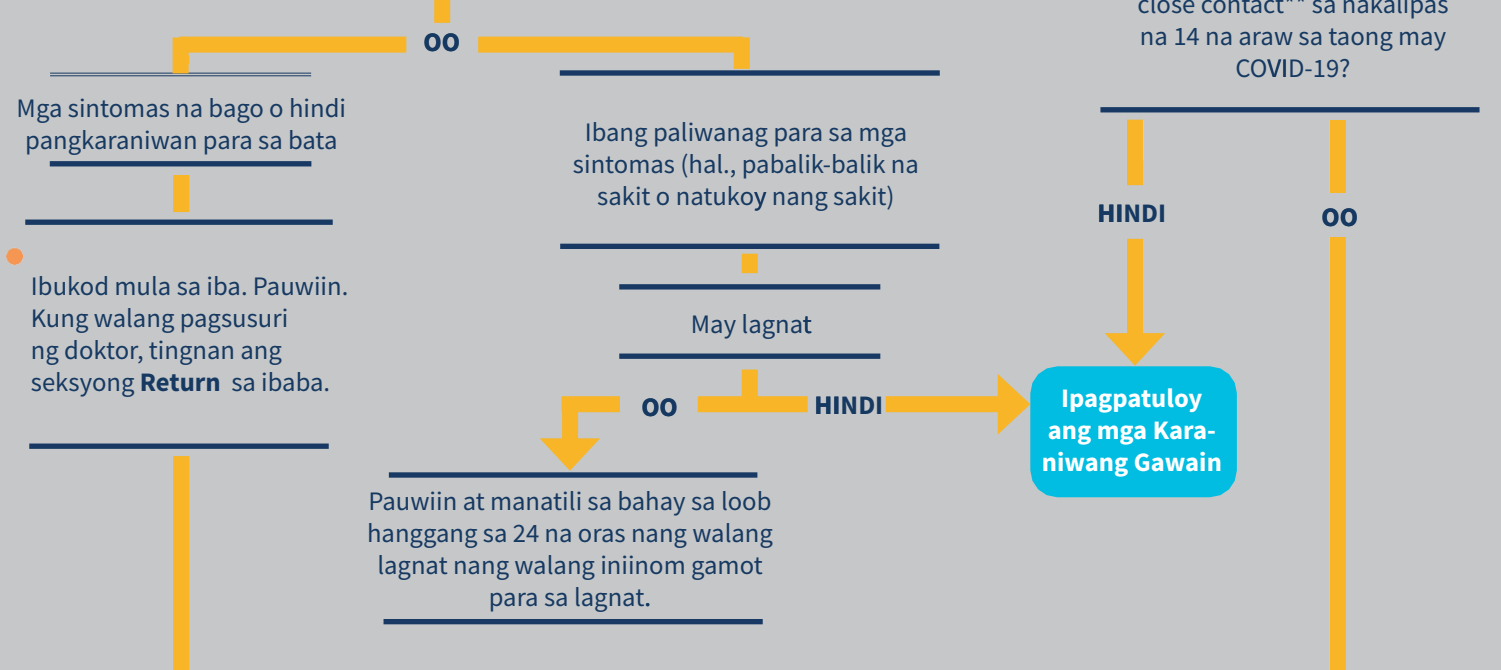 OO
Mga sintomas na bago o hindi
pangkaraniwan para sa bata
Ibukod mula sa iba. Pauwiin.
Kung walang pagsusuri
ng doktor, tingnan ang
seksyong Return sa ibaba.
Ibang paliwanag para sa mga
sintomas (hal., pabalik-balik na
sakit o natukoy nang sakit)
May lagnat
OO
HINDI
Pauwiin at manatili sa bahay sa loob
hanggang sa 24 na oras nang walang
lagnat nang walang iniinom gamot
para sa lagnat.
close contact** sa nakalipas
na 14 na araw sa taong may
COVID-19?
HINDI
OO
Ipagpatuloy
ang mga Kara-
niwang Gawain